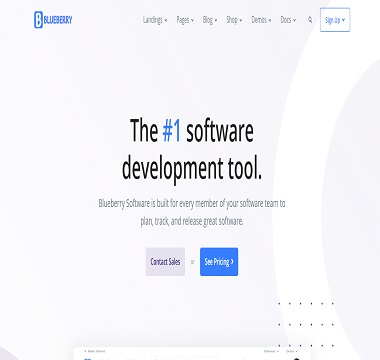 BLUEBERRY
Landings Pages Blog Shop Demos Docs Sign Up
The #1 software
development tool.
Blueberry Software is built for every member of your software team to
plan, track, and release great software.
Contact Sales or See Pricing